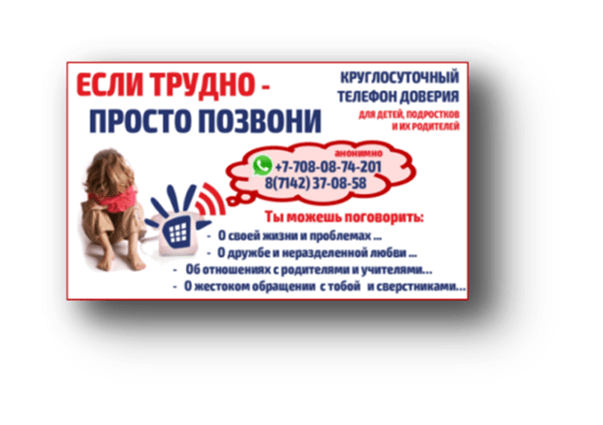 ЕСЛИ ТРУДНО -
ПРОСТО ПОЗВОНИ
КРУГЛОСУТОЧНЫЙ
ТЕЛЕФОН ДОВЕРИЯ
ДЛЯ ДЕТЕЙ, ПОДРОСТКОВ
И ИХ РОДИТЕЛЕЙ
анонимно
+7-708-08-74-201
8(7142) 37-08-58
Ты можешь поговорить:
- О своей жизни и проблемах ...
- О дружбе и неразделенной любви ...
- Об отношениях с родителями и учителями...
- О жестоком обращении с тобой и сверстниками...